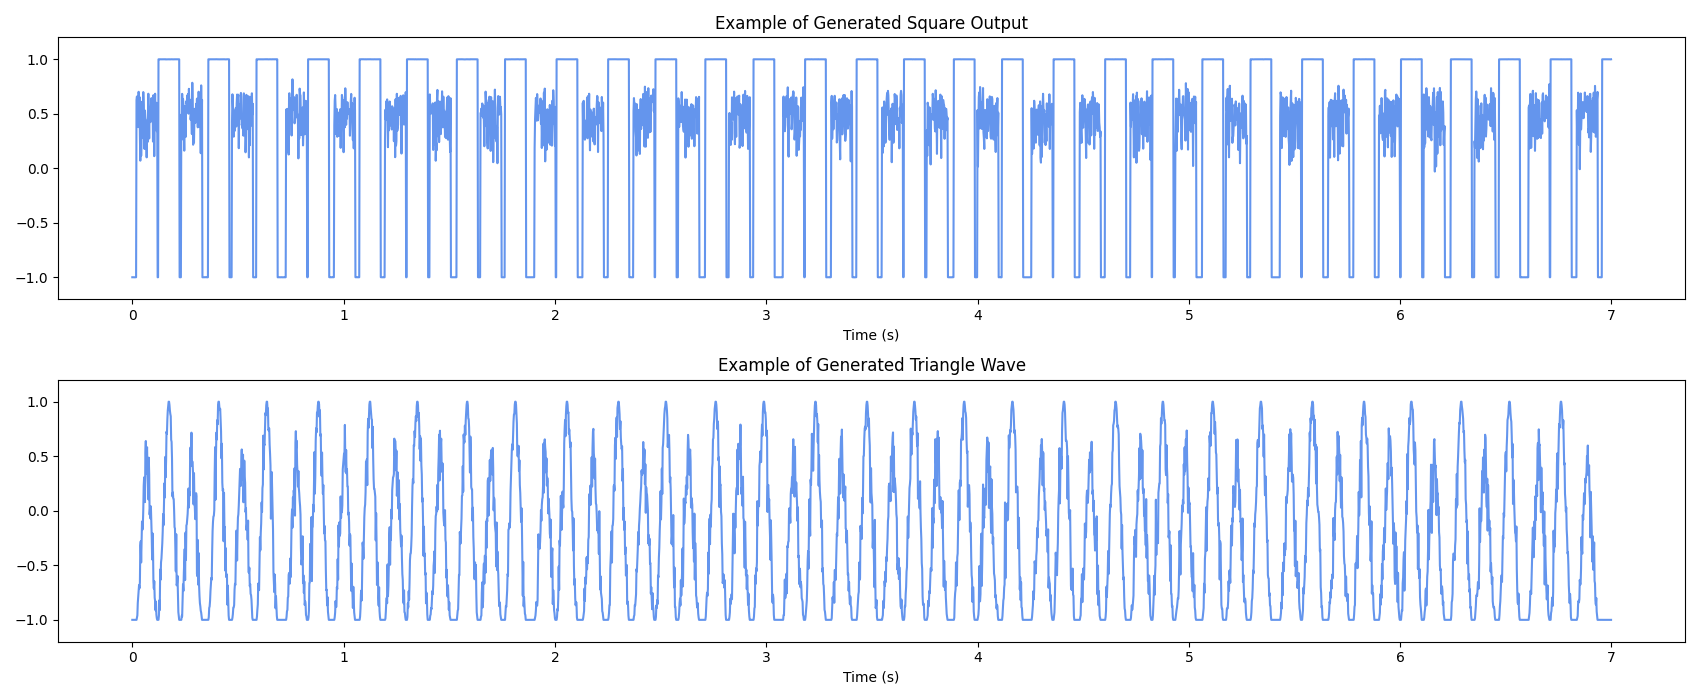 Example of Generated Square Output
1.0
0.5
0.0
−0.5
−1.0
0 1 2 3 4 5 6 7
Time (s)
Example of Generated Triangle Wave
1.0
0.5
0.0
−0.5
−1.0
0 1 2 3 4 5 6 7
Time (s)